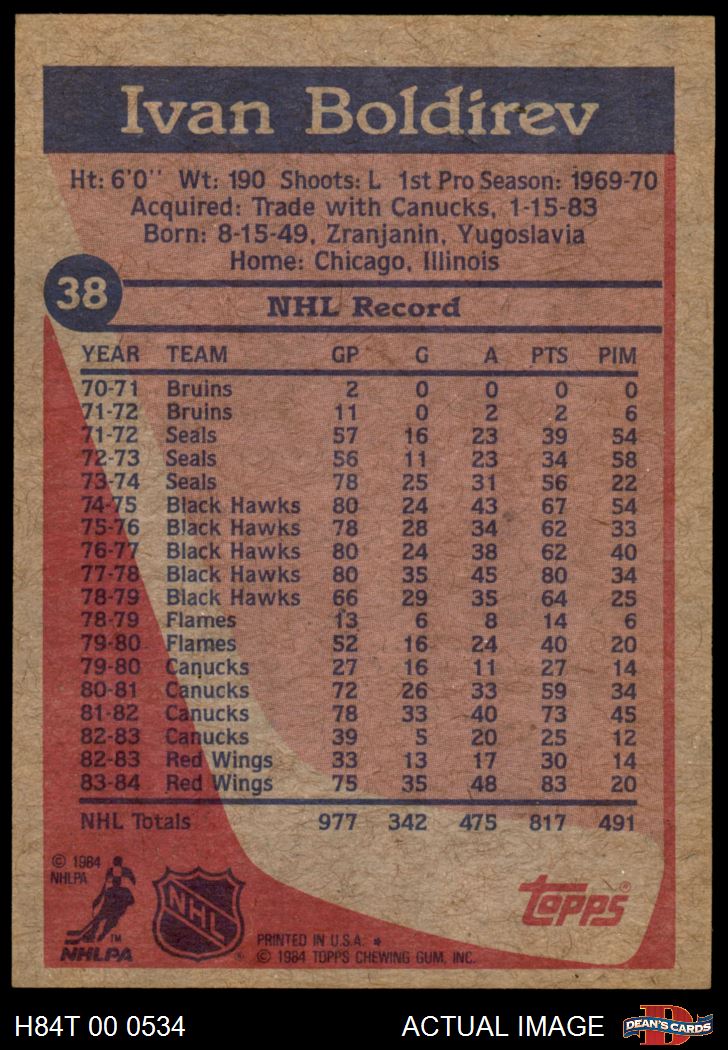 Ivan Boldirev
Ht: 6'0" Wt: 190 Shoots: L 1st Pro Season: 1969-70
Acquired: Trade with Canucks, 1-15-83
Born: 8-15-49, Zranjanin, Yugoslavia
Home: Chicago, Illinois
38
NHL Record
YEAR TEAM GP G A PTS PIM
70-71 Bruins 2 0 0 0 0
71-72 Bruins 11 0 2 2 6
71-72 Seals 57 16 23 39 54
72-73 Seals 56 11 23 34 58
73-74 Seals 78 25 31 56 22
74-75 Black Hawks 80 24 43 67 54
75-76 Black Hawks 78 28 34 62 33
76-77 Black Hawks 80 24 38 62 40
77-78 Black Hawks 80 35 45 80 34
78-79 Black Hawks 66 29 35 64 25
78-79 Flames 13 6 8 14 6
79-80 Flames 52 16 24 40 20
79-80 Canucks 27 16 11 27 14
80-81 Canucks 72 26 33 59 34
81-82 Canucks 78 33 40 73 45
82-83 Canucks 39 5 20 25 12
82-83 Red Wings 33 13 17 30 14
83-84 Red Wings 75 35 48 83 20
NHL Totals 977 342 475 817 491
© 1984
NHLPA
TM
NHLPA
NHL
®
PRINTED IN U.S.A. *
© 1984 TOPPS CHEWING GUM, INC.
topps®
H84T 00 0534 ACTUAL IMAGE
D
DEAN'S CARDS